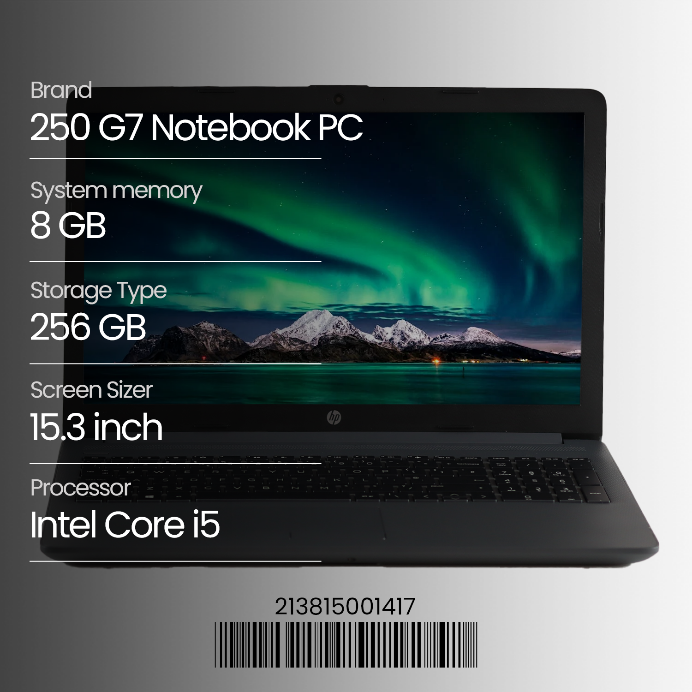 Brand
250 G7 Notebook PC
System memory
8 GB
Storage Type
256 GB
Screen Sizer
15.3 inch
hp
Processor
Intel Core i5
213815001417